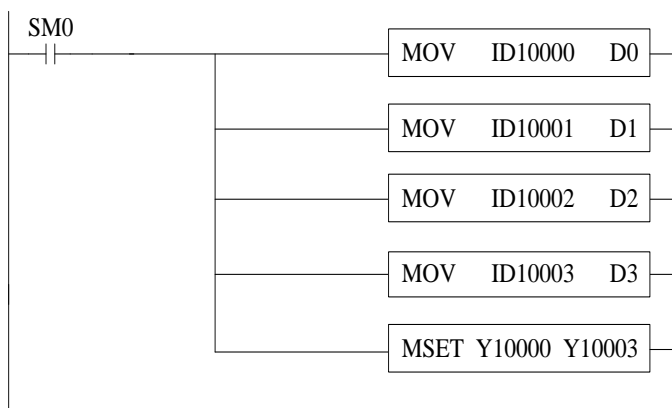 SM0
MOV ID10000 D0
MOV ID10001 D1
MOV ID10002 D2
MOV ID10003 D3
MSET Y10000 Y10003